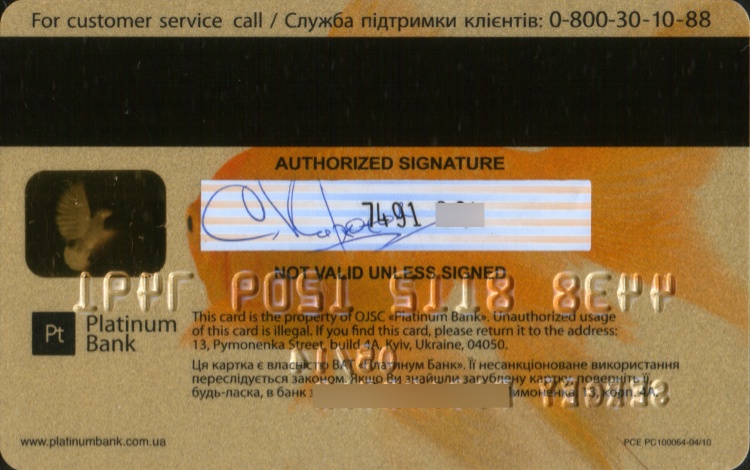 For customer service call / Служба підтримки клієнтів: 0-800-30-10-88
AUTHORIZED SIGNATURE
7491
NOT VALID UNLESS SIGNED
Pt Platinum Bank
This card is the property of OJSC «Platinum Bank». Unauthorized usage
of this card is illegal. If you find this card, please return it to the address:
13, Pymonenka Street, build 4A, Kyiv, Ukraine, 04050.
Ця картка є власністю ВАТ «Платинум Банк». Її несанкціоноване використання
переслідується законом. Якщо Ви знайшли загублену картку, поверніть її,
будь-ласка, в банк з имоненка, 13, корп. 4А
www.platinumbank.com.ua
PCE PC100064-04/10